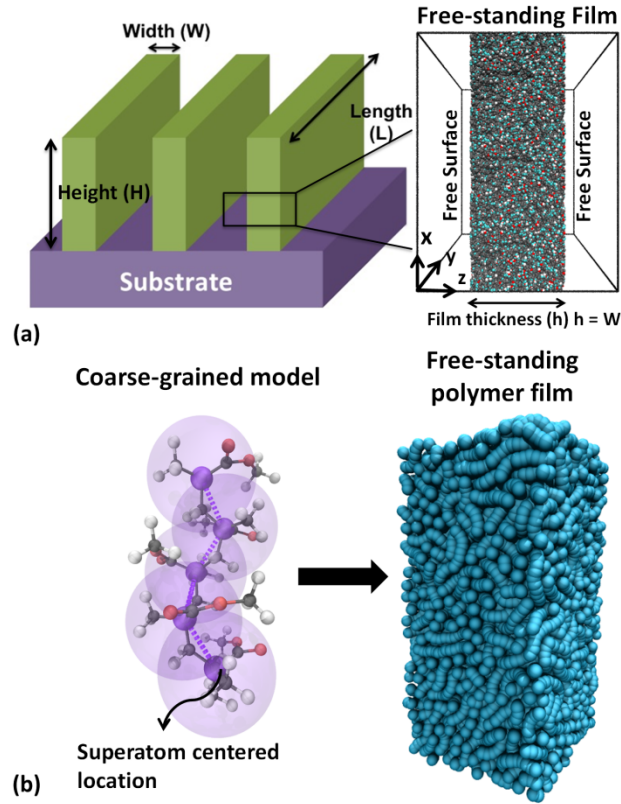 Free-standing Film
Width (W)
Length
(L)
Height (H)
Free Surface
Free Surface
x
y
z
Substrate
Film thickness (h) h = W
(a)
Coarse-grained model
Free-standing
polymer film
Superatom centered
location
(b)